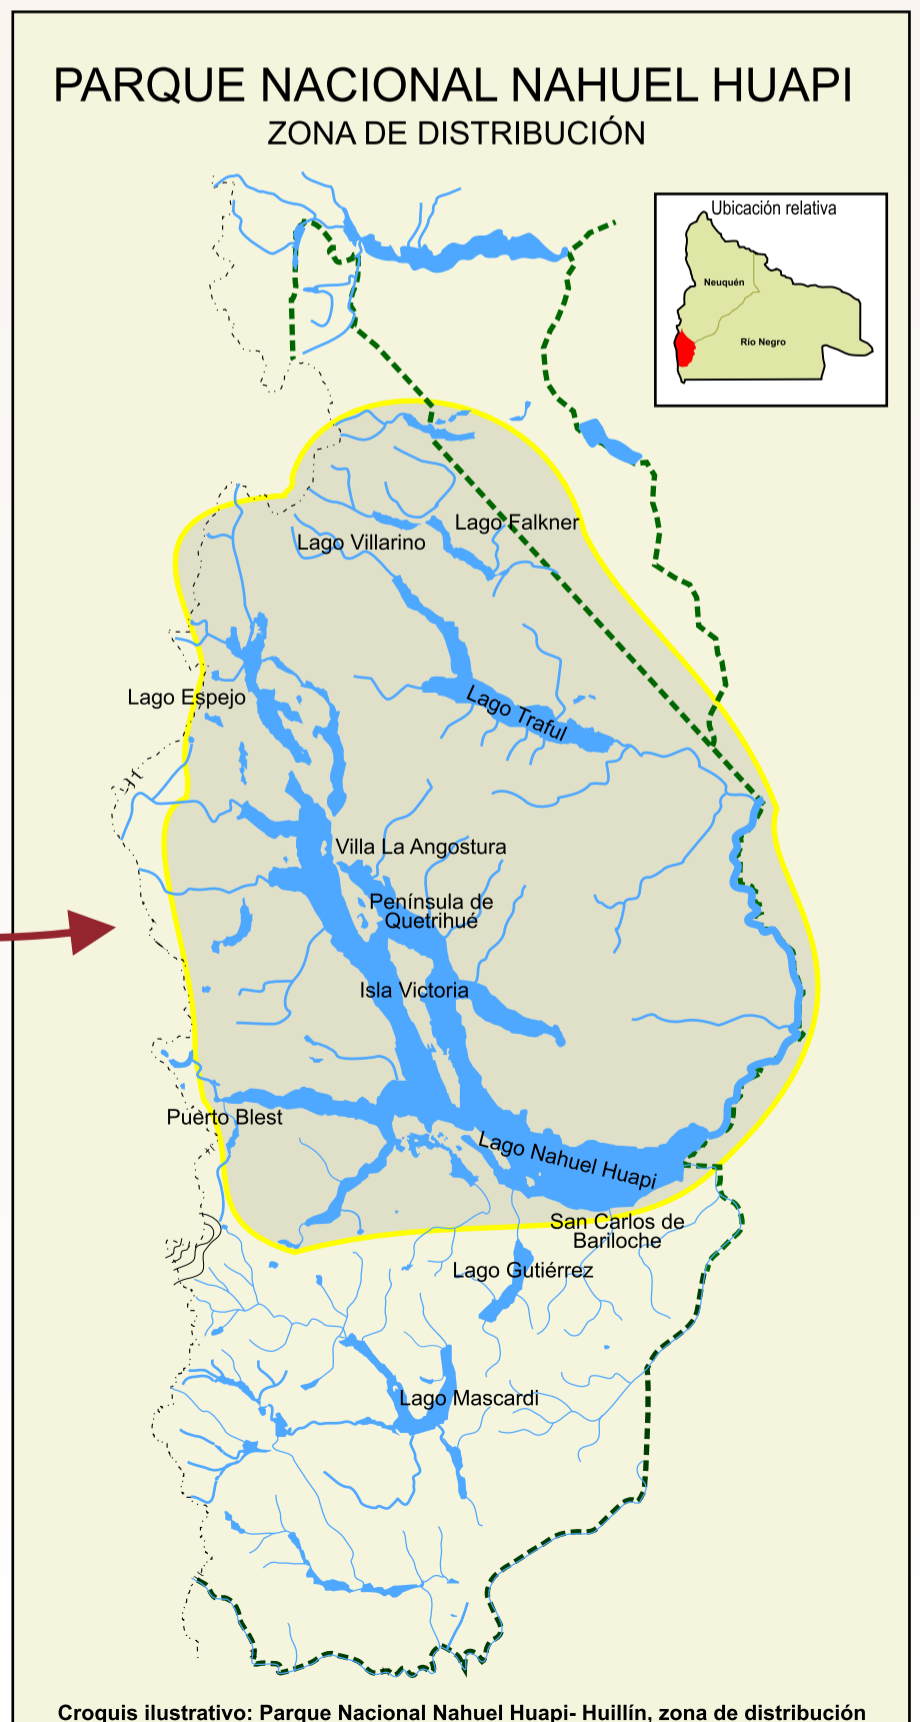 PARQUE NACIONAL NAHUEL HUAPI
ZONA DE DISTRIBUCIÓN
Ubicación relativa
Neuquén
Río Negro
Lago Falkner
Lago Villarino
Lago Espejo
Lago Traful
Villa La Angostura
Península de
Quetrihué
Isla Victoria
Puerto Blest
Lago Nahuel Huapi
San Carlos de
Bariloche
Lago Gutiérrez
Lago Mascardi
Croquis ilustrativo: Parque Nacional Nahuel Huapi- Huillín, zona de distribución